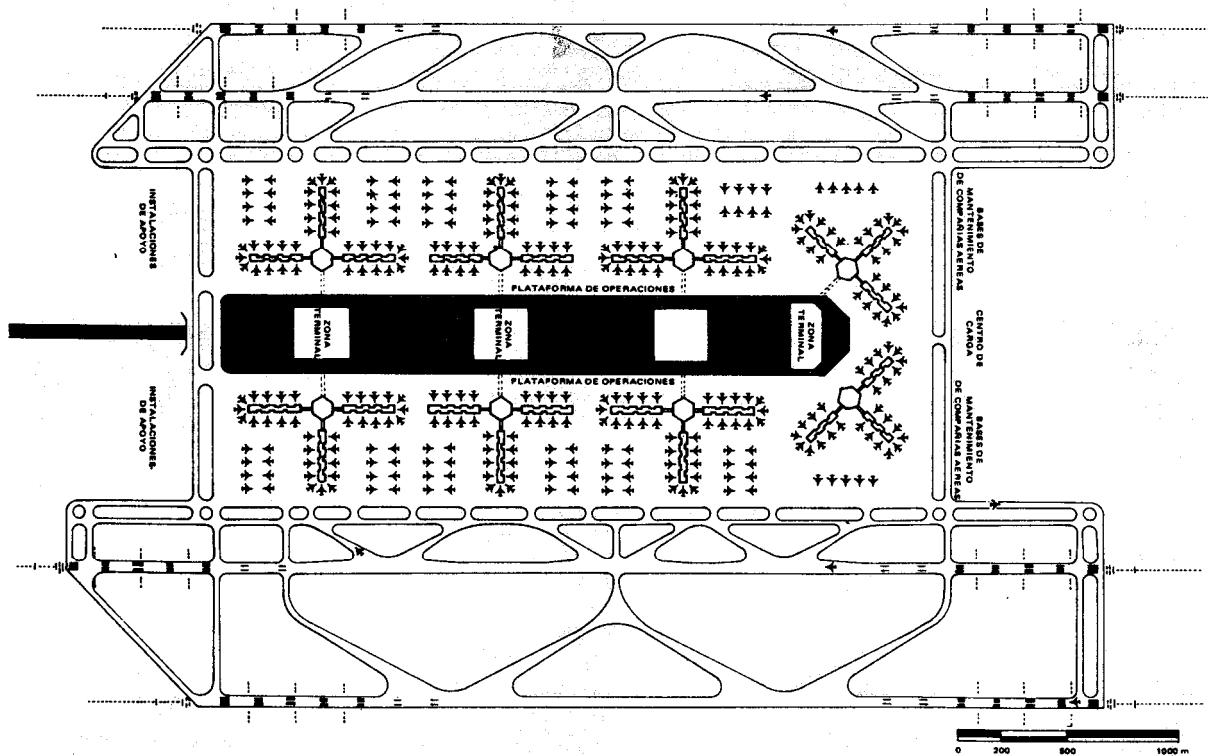 INSTALACIONES
DE APOYO
BASES DE
MANTENIMIENTO
DE COMPAÑIAS AEREAS
PLATAFORMA DE OPERACIONES
ZONA
TERMINAL
ZONA
TERMINAL
ZONA
TERMINAL
CENTRO DE
CARGA
PLATAFORMA DE OPERACIONES
INSTALACIONES
DE APOYO
BASES DE
MANTENIMIENTO
DE COMPAÑIAS AEREAS
0 200 500 1000 m